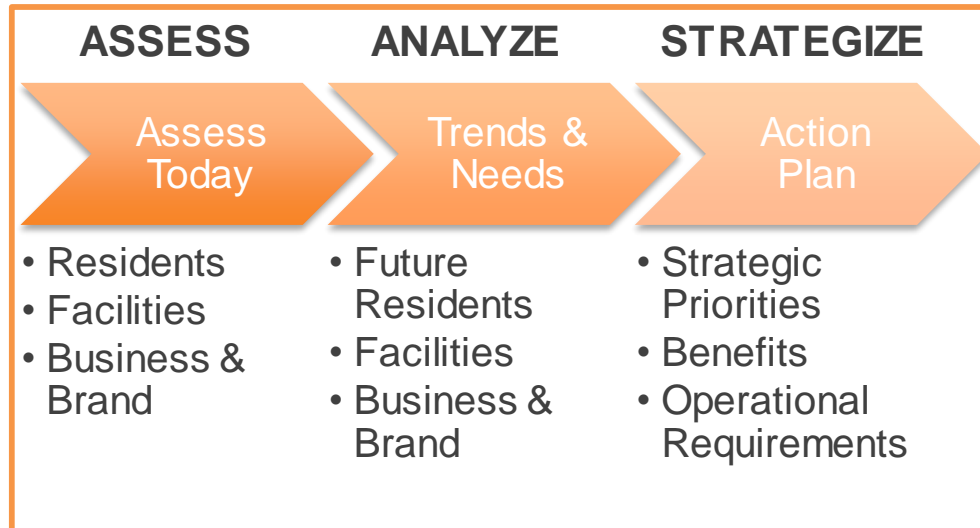 ASSESS
ANALYZE
STRATEGIZE
Assess
Today
Trends &
Needs
Action
Plan
• Residents
• Facilities
• Business &
Brand
• Future
Residents
• Facilities
• Business &
Brand
• Strategic
Priorities
• Benefits
• Operational
Requirements